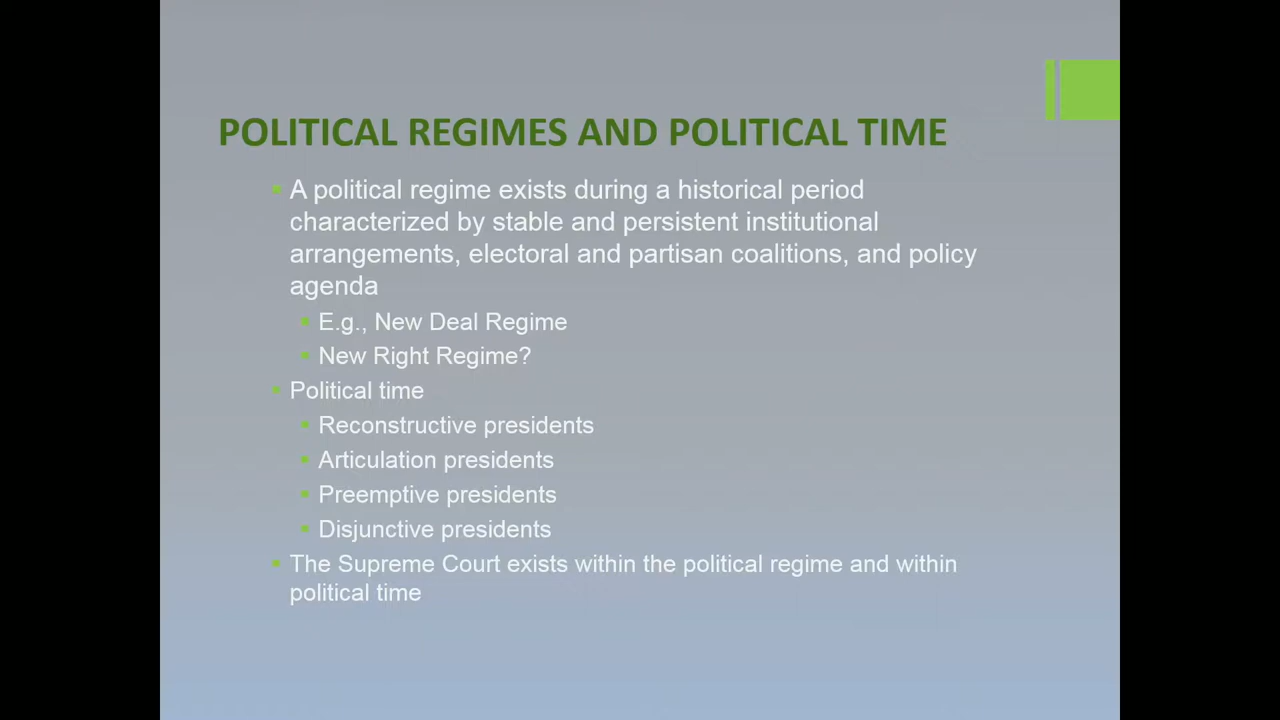 POLITICAL REGIMES AND POLITICAL TIME
A political regime exists during a historical period
characterized by stable and persistent institutional
arrangements, electoral and partisan coalitions, and policy
agenda
E.g., New Deal Regime
New Right Regime?
Political time
Reconstructive presidents
Articulation presidents
Preemptive presidents
Disjunctive presidents
The Supreme Court exists within the political regime and within
political time